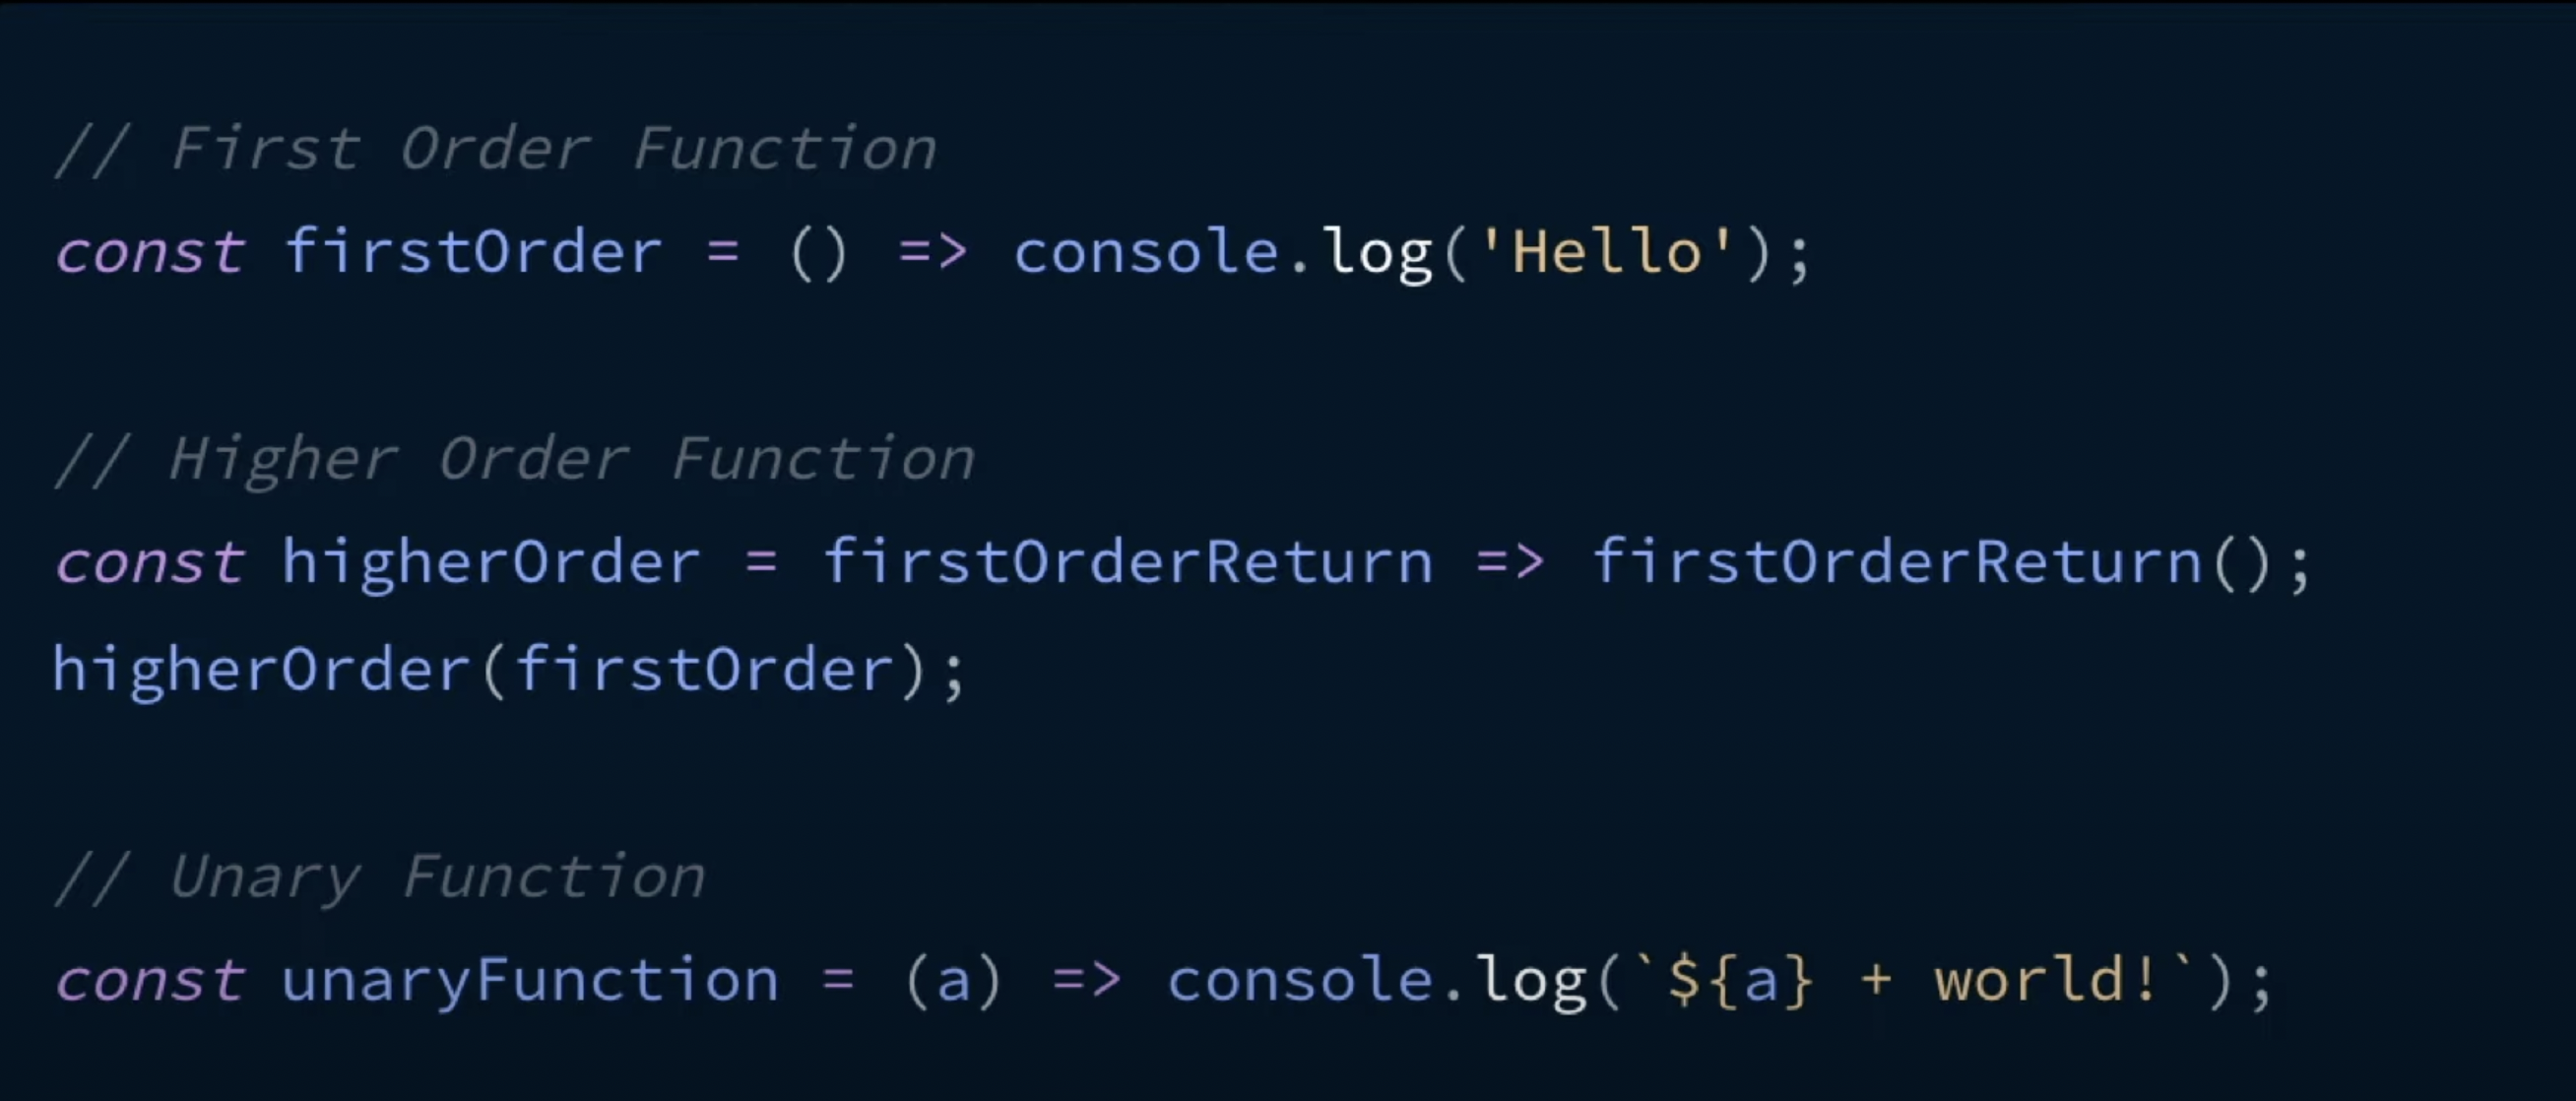 // First Order Function
const firstOrder = () => console.log('Hello');
// Higher Order Function
const higherOrder = firstOrderReturn => firstOrderReturn();
higherOrder(firstOrder);
// Unary Function
const unaryFunction = (a) => console.log(`${a} + world!`);